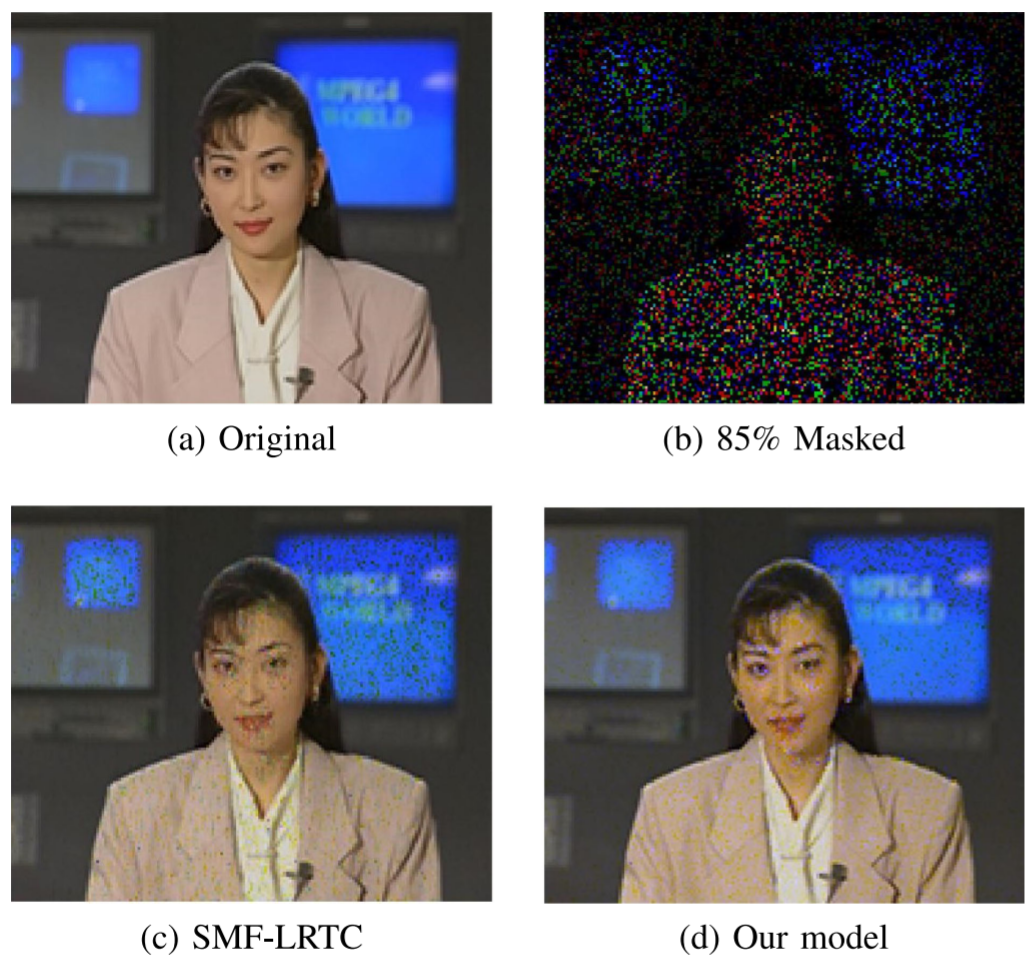 MPEG4
WORLD
(a) Original
(b) 85% Masked
MPEG4
WORLD
MPEG4
WORLD
(c) SMF-LRTC
(d) Our model